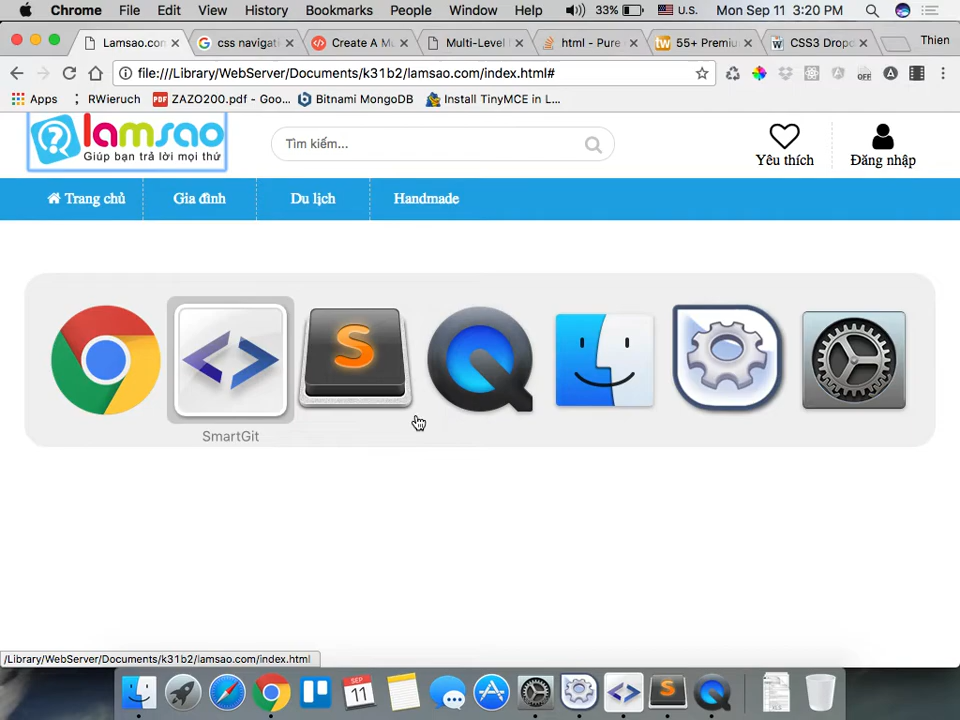 Chrome File Edit View History Bookmarks People Window Help 33% U.S. Mon Sep 11 3:20 PM
Lamsao.con css navigati Create A Mu Multi-Level html - Pure 55+ Premiu CSS3 Dropd Thien
file:///Library/WebServer/Documents/k31b2/lamsao.com/index.html#
Apps RWieruch ZAZO200.pdf - Goo... Bitnami MongoDB Install TinyMCE in L...
lamsao
Giúp bạn trả lời mọi thứ
Tìm kiếm...
Yêu thích Đăng nhập
Trang chủ Gia đình Du lịch Handmade
SmartGit
/Library/WebServer/Documents/k31b2/lamsao.com/index.html
SEP
11